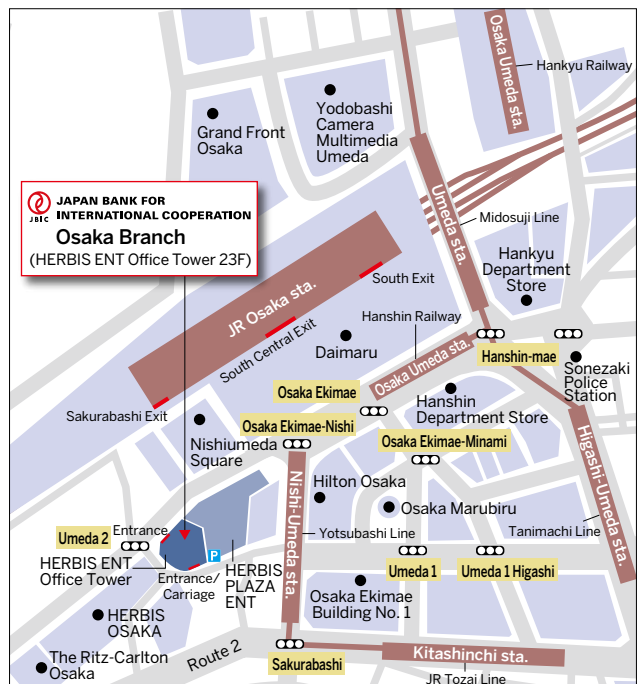 Hankyu Railway
Osaka Umeda sta.
Grand Front
Osaka
Yodobashi
Camera
Multimedia
Umeda
JBIC
JAPAN BANK FOR
INTERNATIONAL COOPERATION
Osaka Branch
(HERBIS ENT Office Tower 23F)
Umeda sta.
Midosuji Line
Hankyu
Department
Store
JR Osaka sta.
South Exit
South Central Exit
Sakurabashi Exit
Daimaru
Hanshin Railway
Osaka Umeda sta.
Hanshin-mae
Sonezaki
Police
Station
Osaka Ekimae
Hanshin
Department Store
Osaka Ekimae-Nishi
Osaka Ekimae-Minami
Nishiumeda
Square
Higashi-Umeda sta.
Nishi-Umeda sta.
Hilton Osaka
Osaka Marubiru
Yotsubashi Line
Tanimachi Line
Umeda 2
Entrance
HERBIS ENT
Office Tower
P
Entrance/
Carriage
HERBIS
PLAZA
ENT
Umeda 1
Umeda 1 Higashi
Osaka Ekimae
Building No. 1
HERBIS
OSAKA
The Ritz-Carlton
Osaka
Route 2
Sakurabashi
Kitashinchi sta.
JR Tozai Line